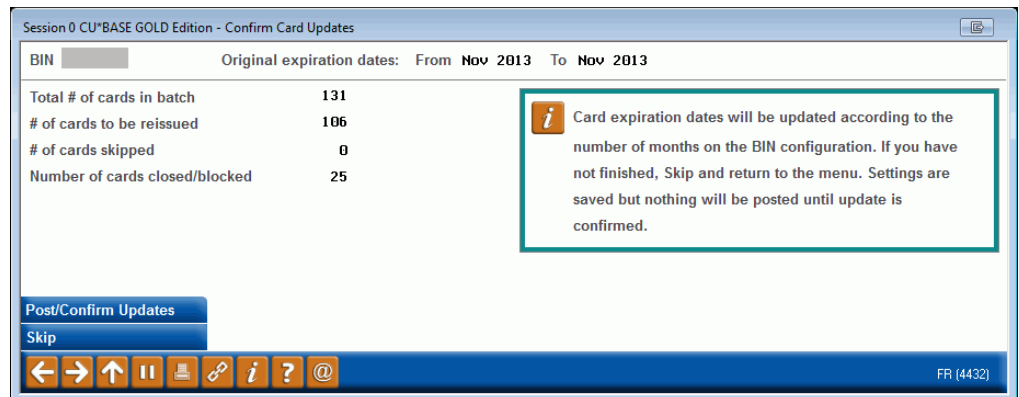 Session 0 CU*BASE GOLD Edition - Confirm Card Updates
BIN Original expiration dates: From Nov 2013 To Nov 2013
Total # of cards in batch 131
# of cards to be reissued 106
# of cards skipped 0
Number of cards closed/blocked 25
i Card expiration dates will be updated according to the
number of months on the BIN configuration. If you have
not finished, Skip and return to the menu. Settings are
saved but nothing will be posted until update is
confirmed.
Post/Confirm Updates
Skip
i ? @ FR (4432)